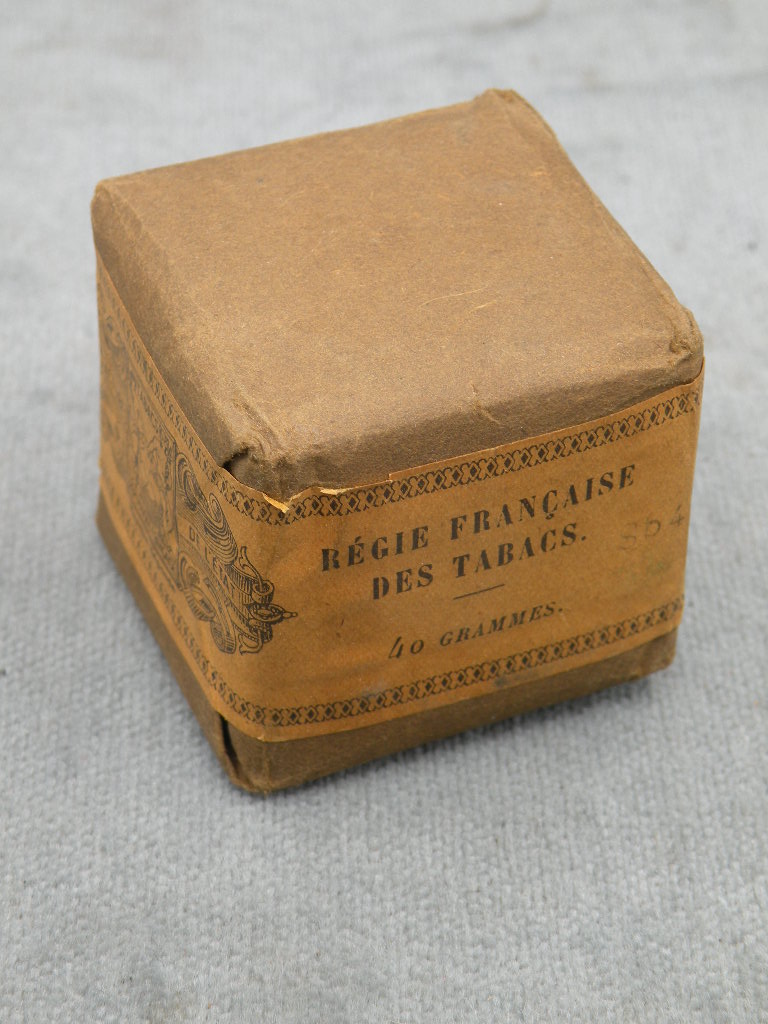 RÉGIE FRANÇAISE
DES TABACS.
40 GRAMMES.